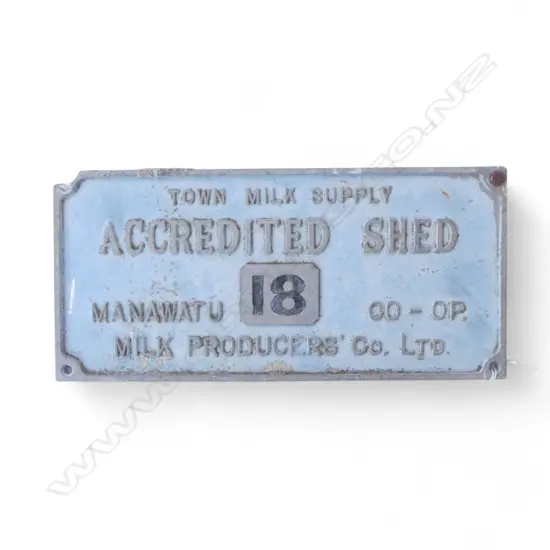 TOWN MILK SUPPLY
ACCREDITED SHED
18
MANAWATU CO-OP.
MILK PRODUCERS' CO. LTD.